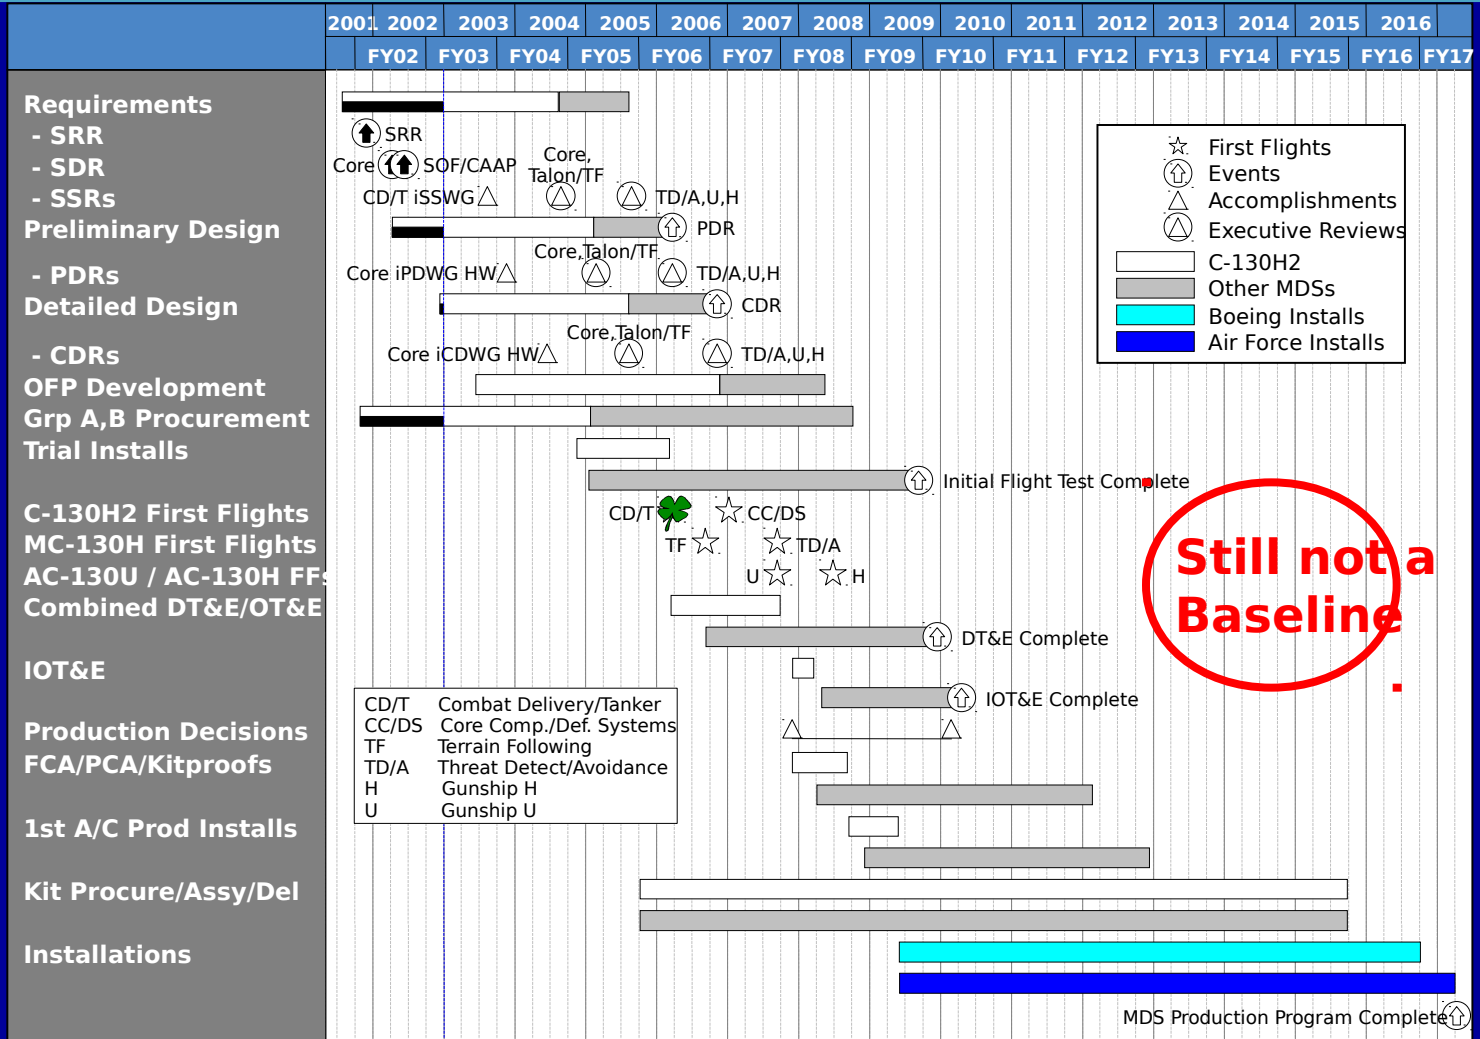 2001 2002 2003 2004 2005 2006 2007 2008 2009 2010 2011 2012 2013 2014 2015 2016
FY02 FY03 FY04 FY05 FY06 FY07 FY08 FY09 FY10 FY11 FY12 FY13 FY14 FY15 FY16 FY17
Requirements
- SRR
SRR
- SDR
Core
SOF/CAAP
Core,
Talon/TF
- SSRs
CD/T iSSWG
TD/A,U,H
Preliminary Design
PDR
Core,Talon/TF
- PDRs
Core iPDWG HW
TD/A,U,H
Detailed Design
CDR
Core,Talon/TF
- CDRs
Core iCDWG HW
TD/A,U,H
OFP Development
Grp A,B Procurement
Trial Installs
Initial Flight Test Complete
C-130H2 First Flights
CD/T
CC/DS
MC-130H First Flights
TF
TD/A
AC-130U / AC-130H FFs
U
H
Combined DT&E/OT&E
DT&E Complete
IOT&E
IOT&E Complete
Production Decisions
FCA/PCA/Kitproofs
1st A/C Prod Installs
Kit Procure/Assy/Del
Installations
MDS Production Program Complete
First Flights
Events
Accomplishments
Executive Reviews
C-130H2
Other MDSs
Boeing Installs
Air Force Installs
Still not a
Baseline
.
CD/T Combat Delivery/Tanker
CC/DS Core Comp./Def. Systems
TF Terrain Following
TD/A Threat Detect/Avoidance
H Gunship H
U Gunship U